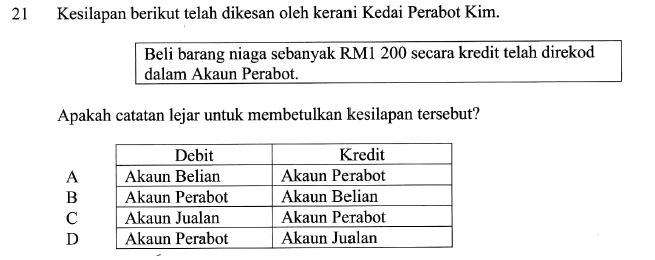 21 Kesilapan berikut telah dikesan oleh kerani Kedai Perabot Kim.
Beli barang niaga sebanyak RM1 200 secara kredit telah direkod
dalam Akaun Perabot.
Apakah catatan lejar untuk membetulkan kesilapan tersebut?
Debit Kredit
A Akaun Belian Akaun Perabot
B Akaun Perabot Akaun Belian
C Akaun Jualan Akaun Perabot
D Akaun Perabot Akaun Jualan